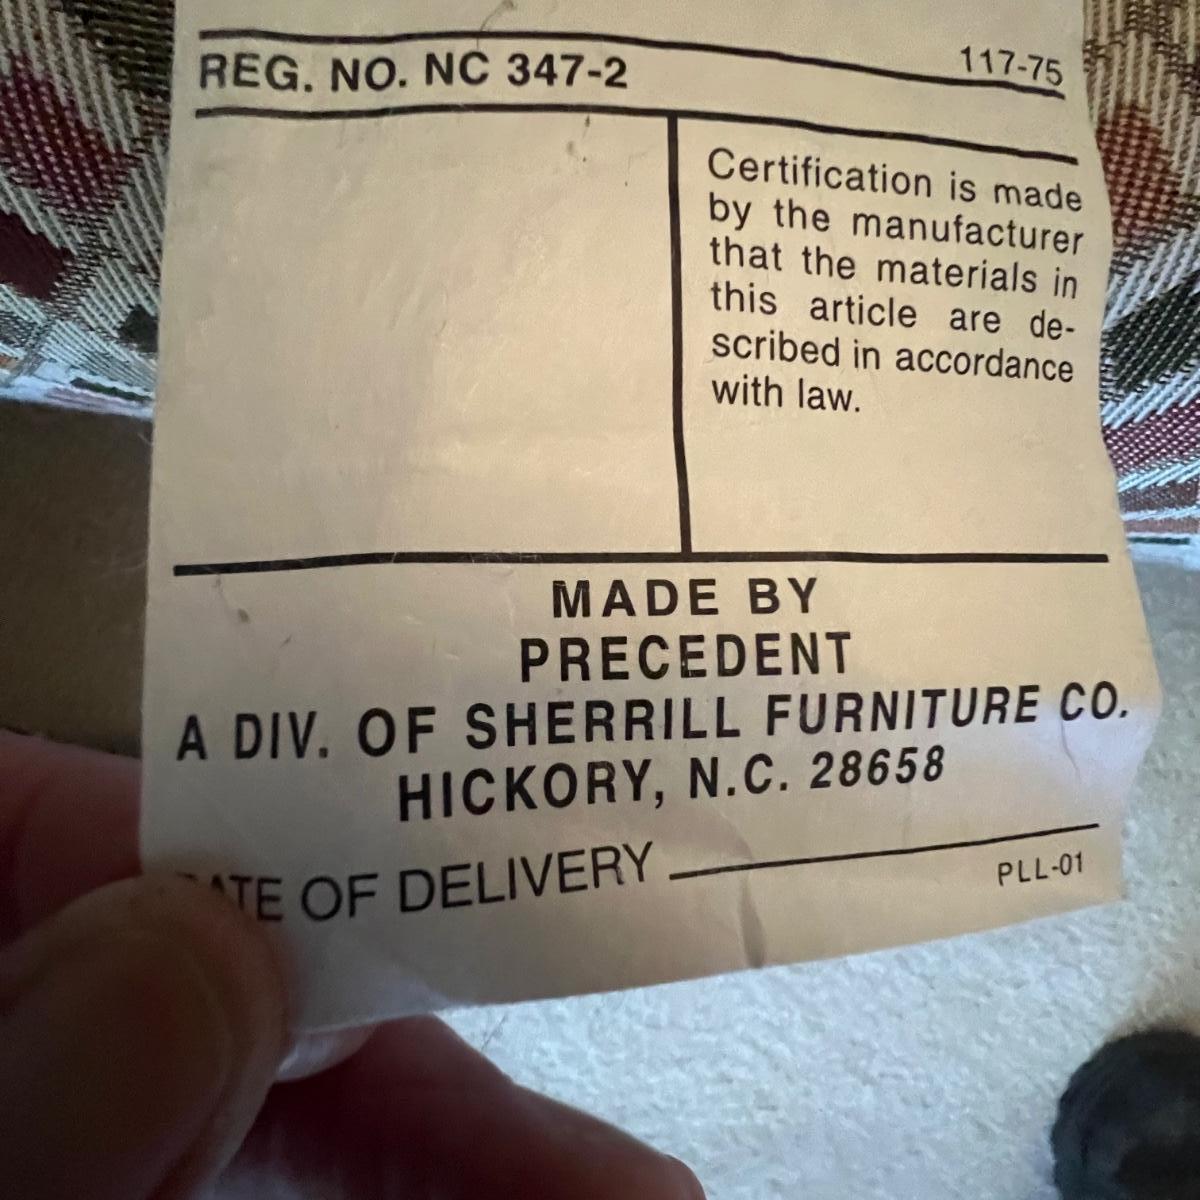 REG. NO. NC 347-2
117-75
Certification is made
by the manufacturer
that the materials in
this article are de-
scribed in accordance
with law.
MADE BY
PRECEDENT
A DIV. OF SHERRILL FURNITURE CO.
HICKORY, N.C. 28658
DATE OF DELIVERY
PLL-01